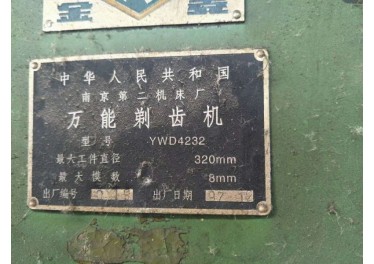 中华人民共和国
南京第二机床厂
万能剃齿机
型号 YWD4232
最大工件直径 320mm
最大模数 8mm
出厂编号 出厂日期